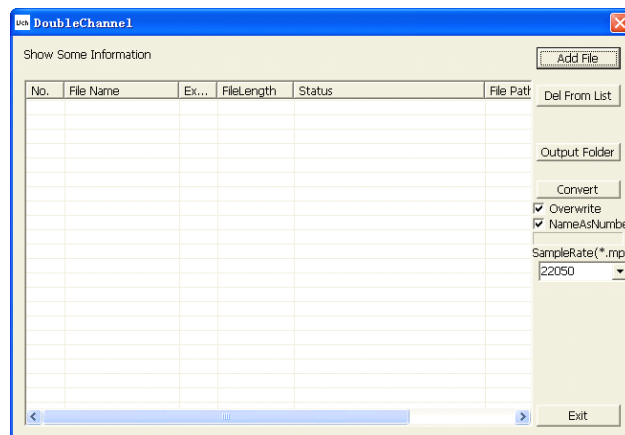 Uch DoubleChannel
Show Some Information
Add File
No. File Name Ex... FileLength Status File Path
Del From List
Output Folder
Convert
Overwrite
NameAsNumbe
SampleRate(*.mp
22050
Exit